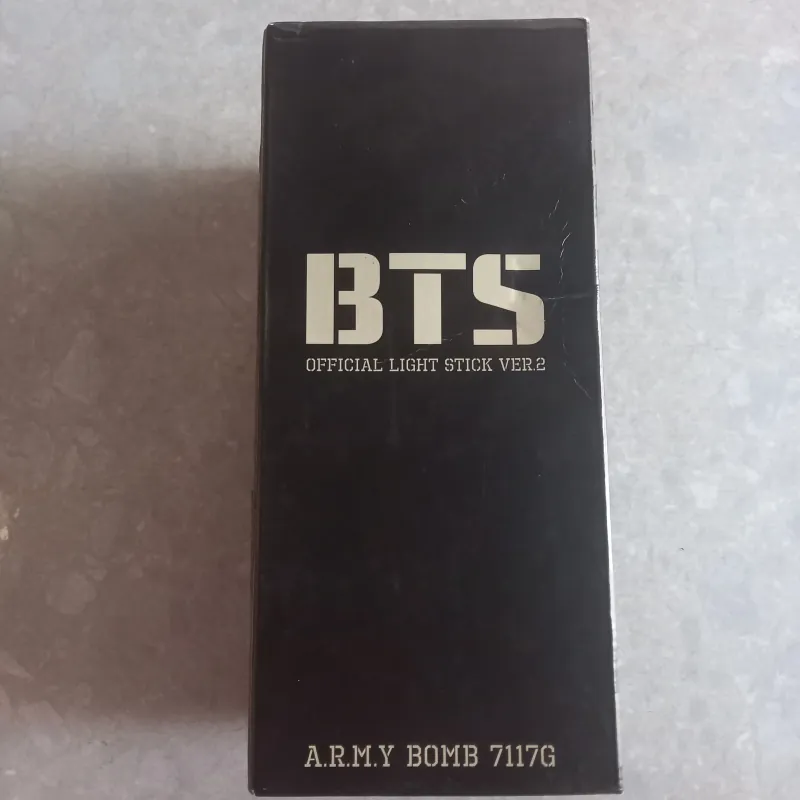 BTS
OFFICIAL LIGHT STICK VER.2
A.R.M.Y BOMB 7117G